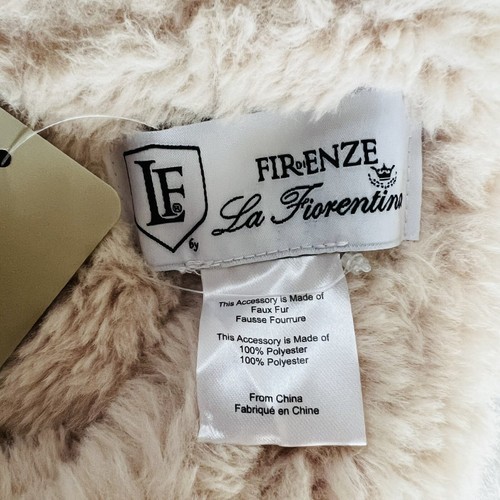 LF®
by
FIRDIENZE
La Fiorentina
This Accessory is Made of
Faux Fur
Fausse Fourrure
This Accessory is Made of
100% Polyester
100% Polyester
From China
Fabriqué en Chine